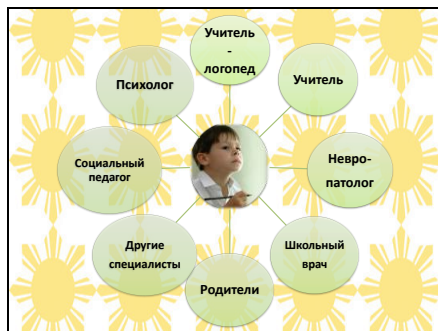 Учитель
-
логопед
Учитель
Невро-
патолог
Школьный
врач
Родители
Другие
специалисты
Социальный
педагог
Психолог